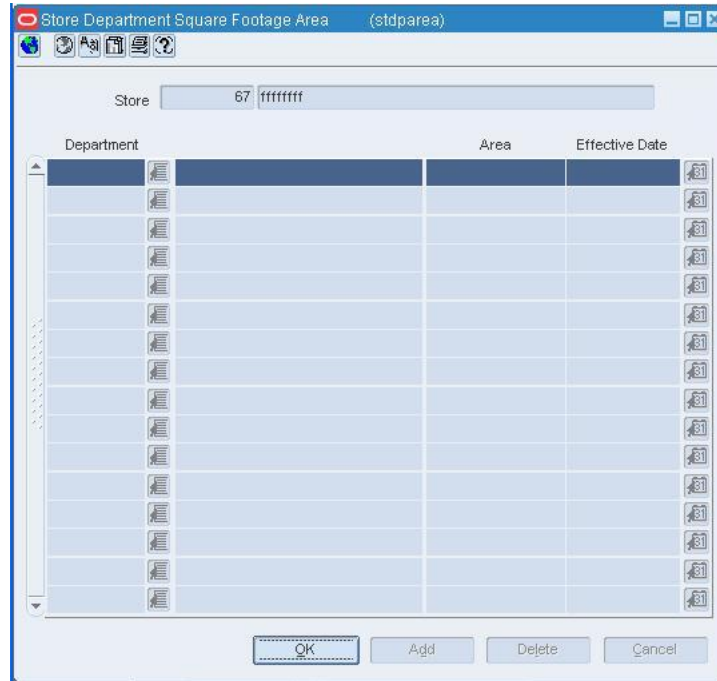 Store Department Square Footage Area (stdparea)
Store 67 ffffffff
Department Area Effective Date
OK Add Delete Cancel